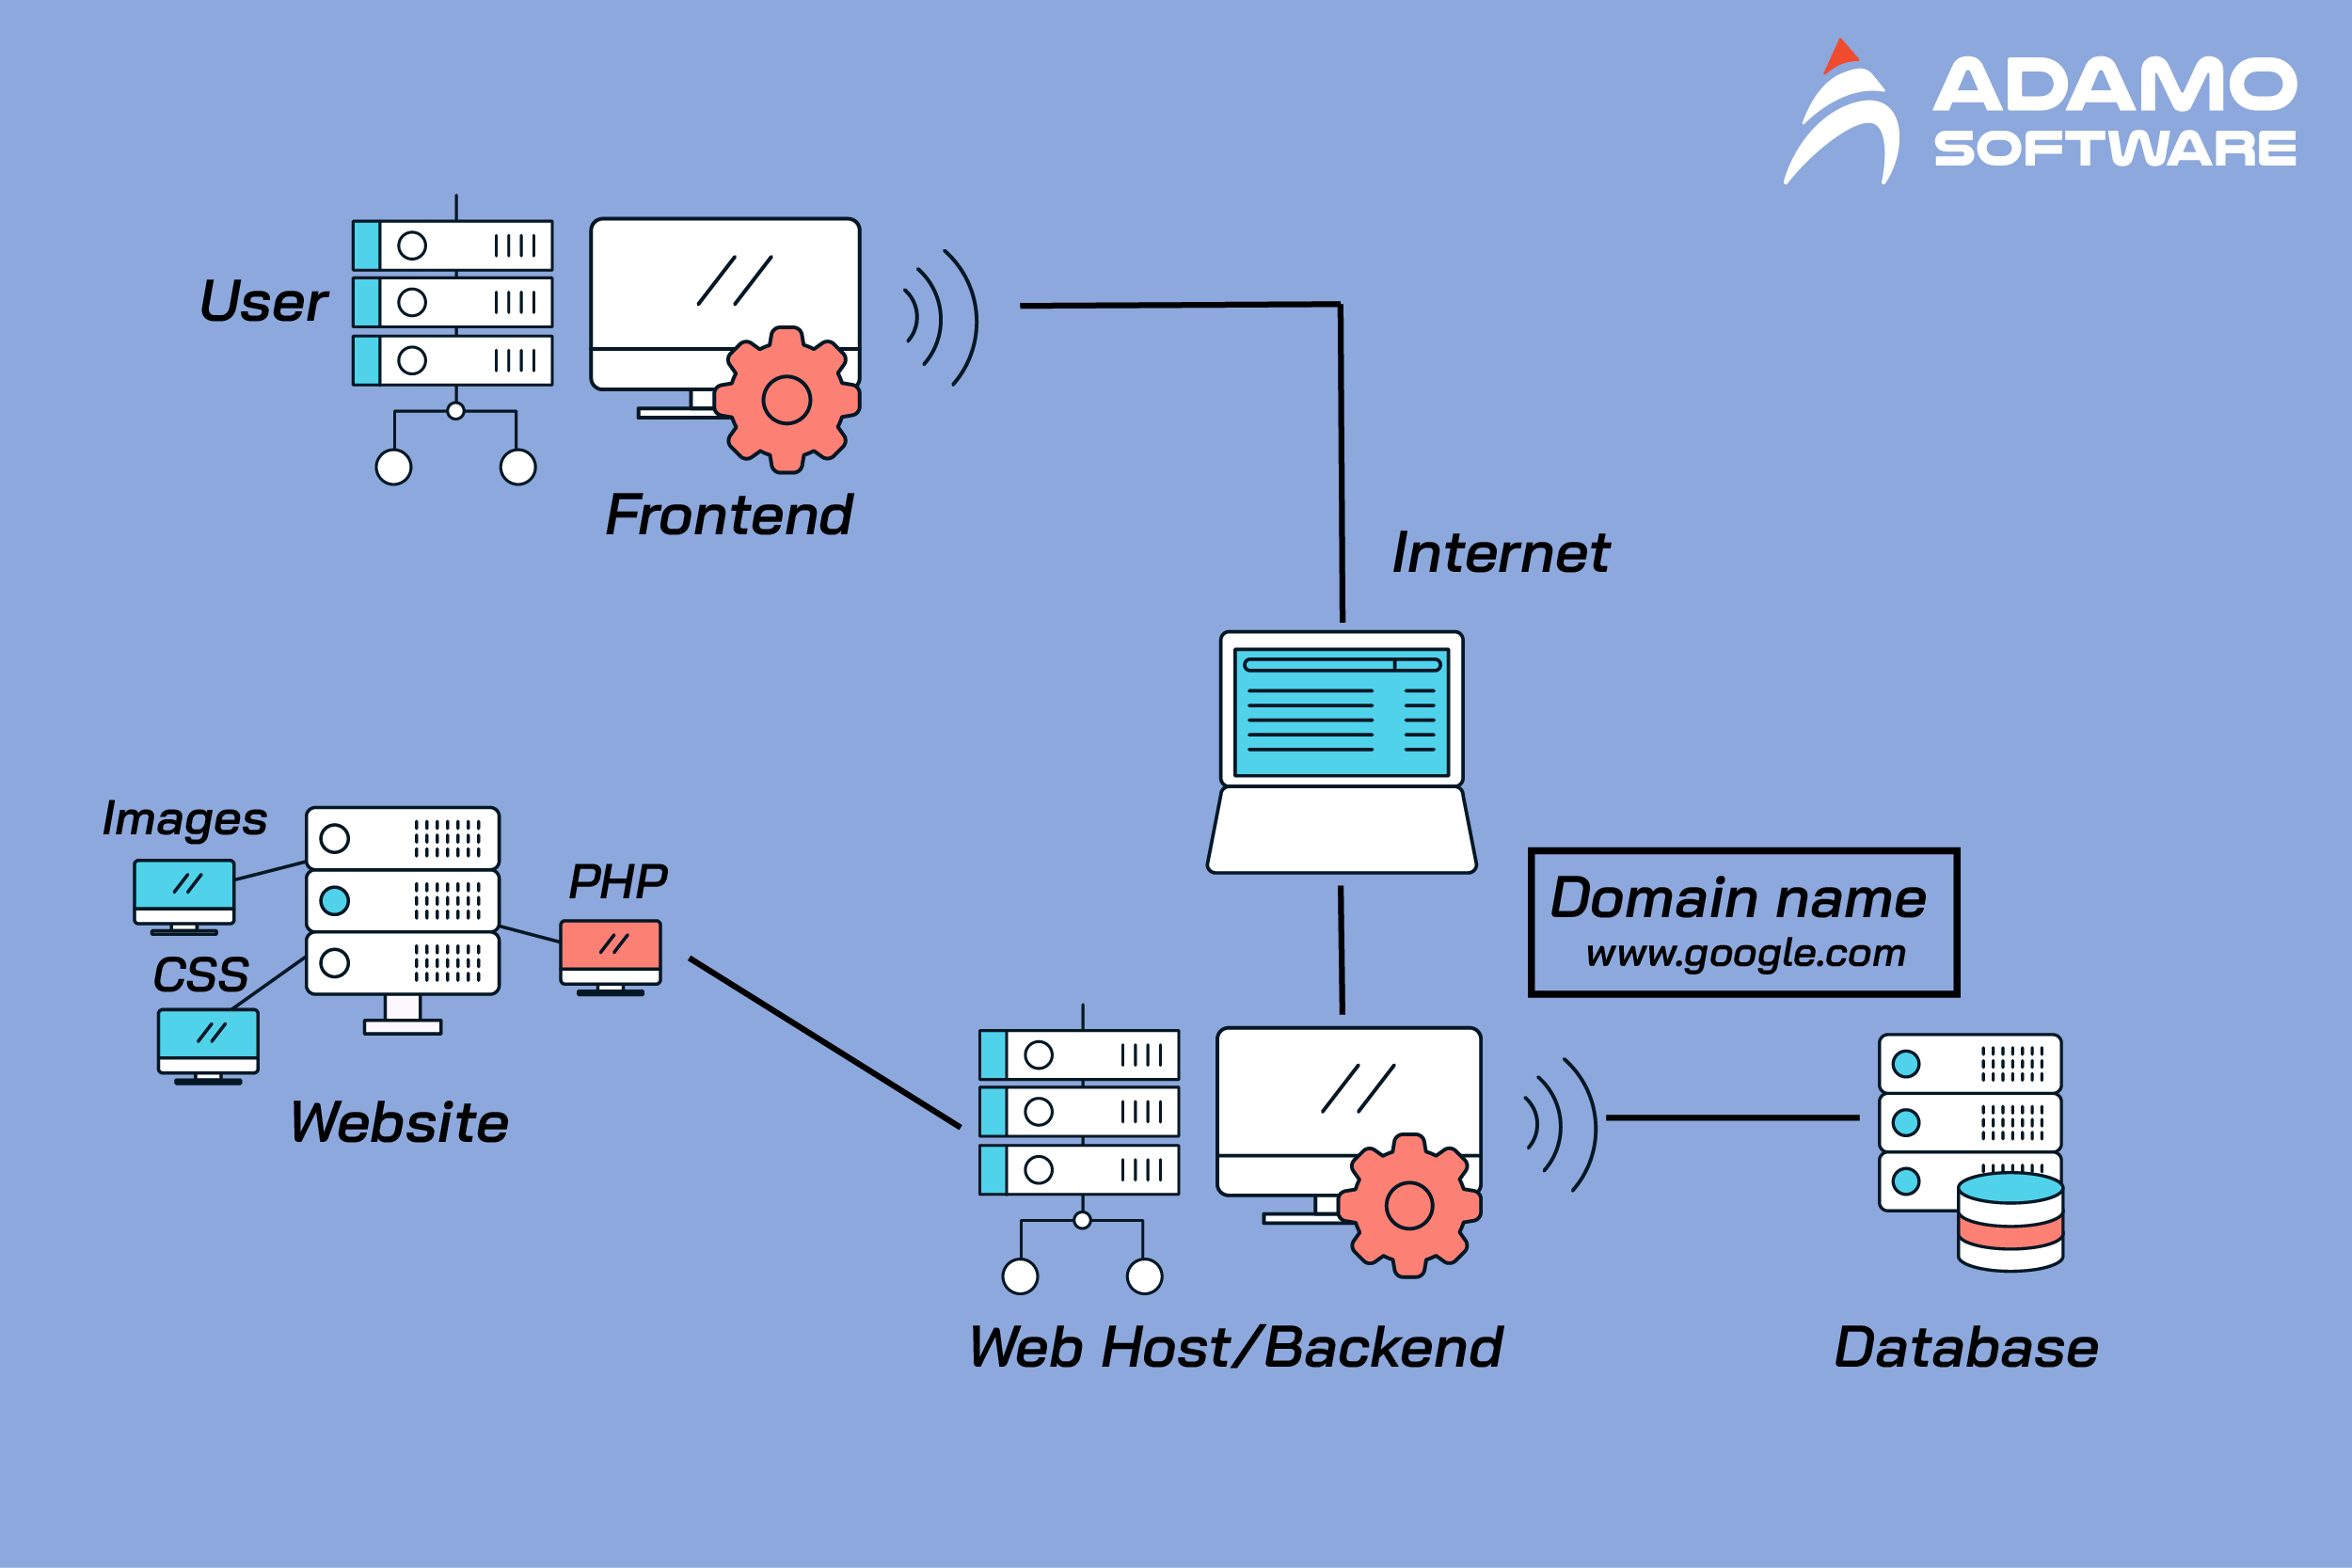 ADAMO
SOFTWARE
User
Frontend
Internet
Images
PHP
CSS
Website
Domain name
www.google.com
Web Host/Backend
Database